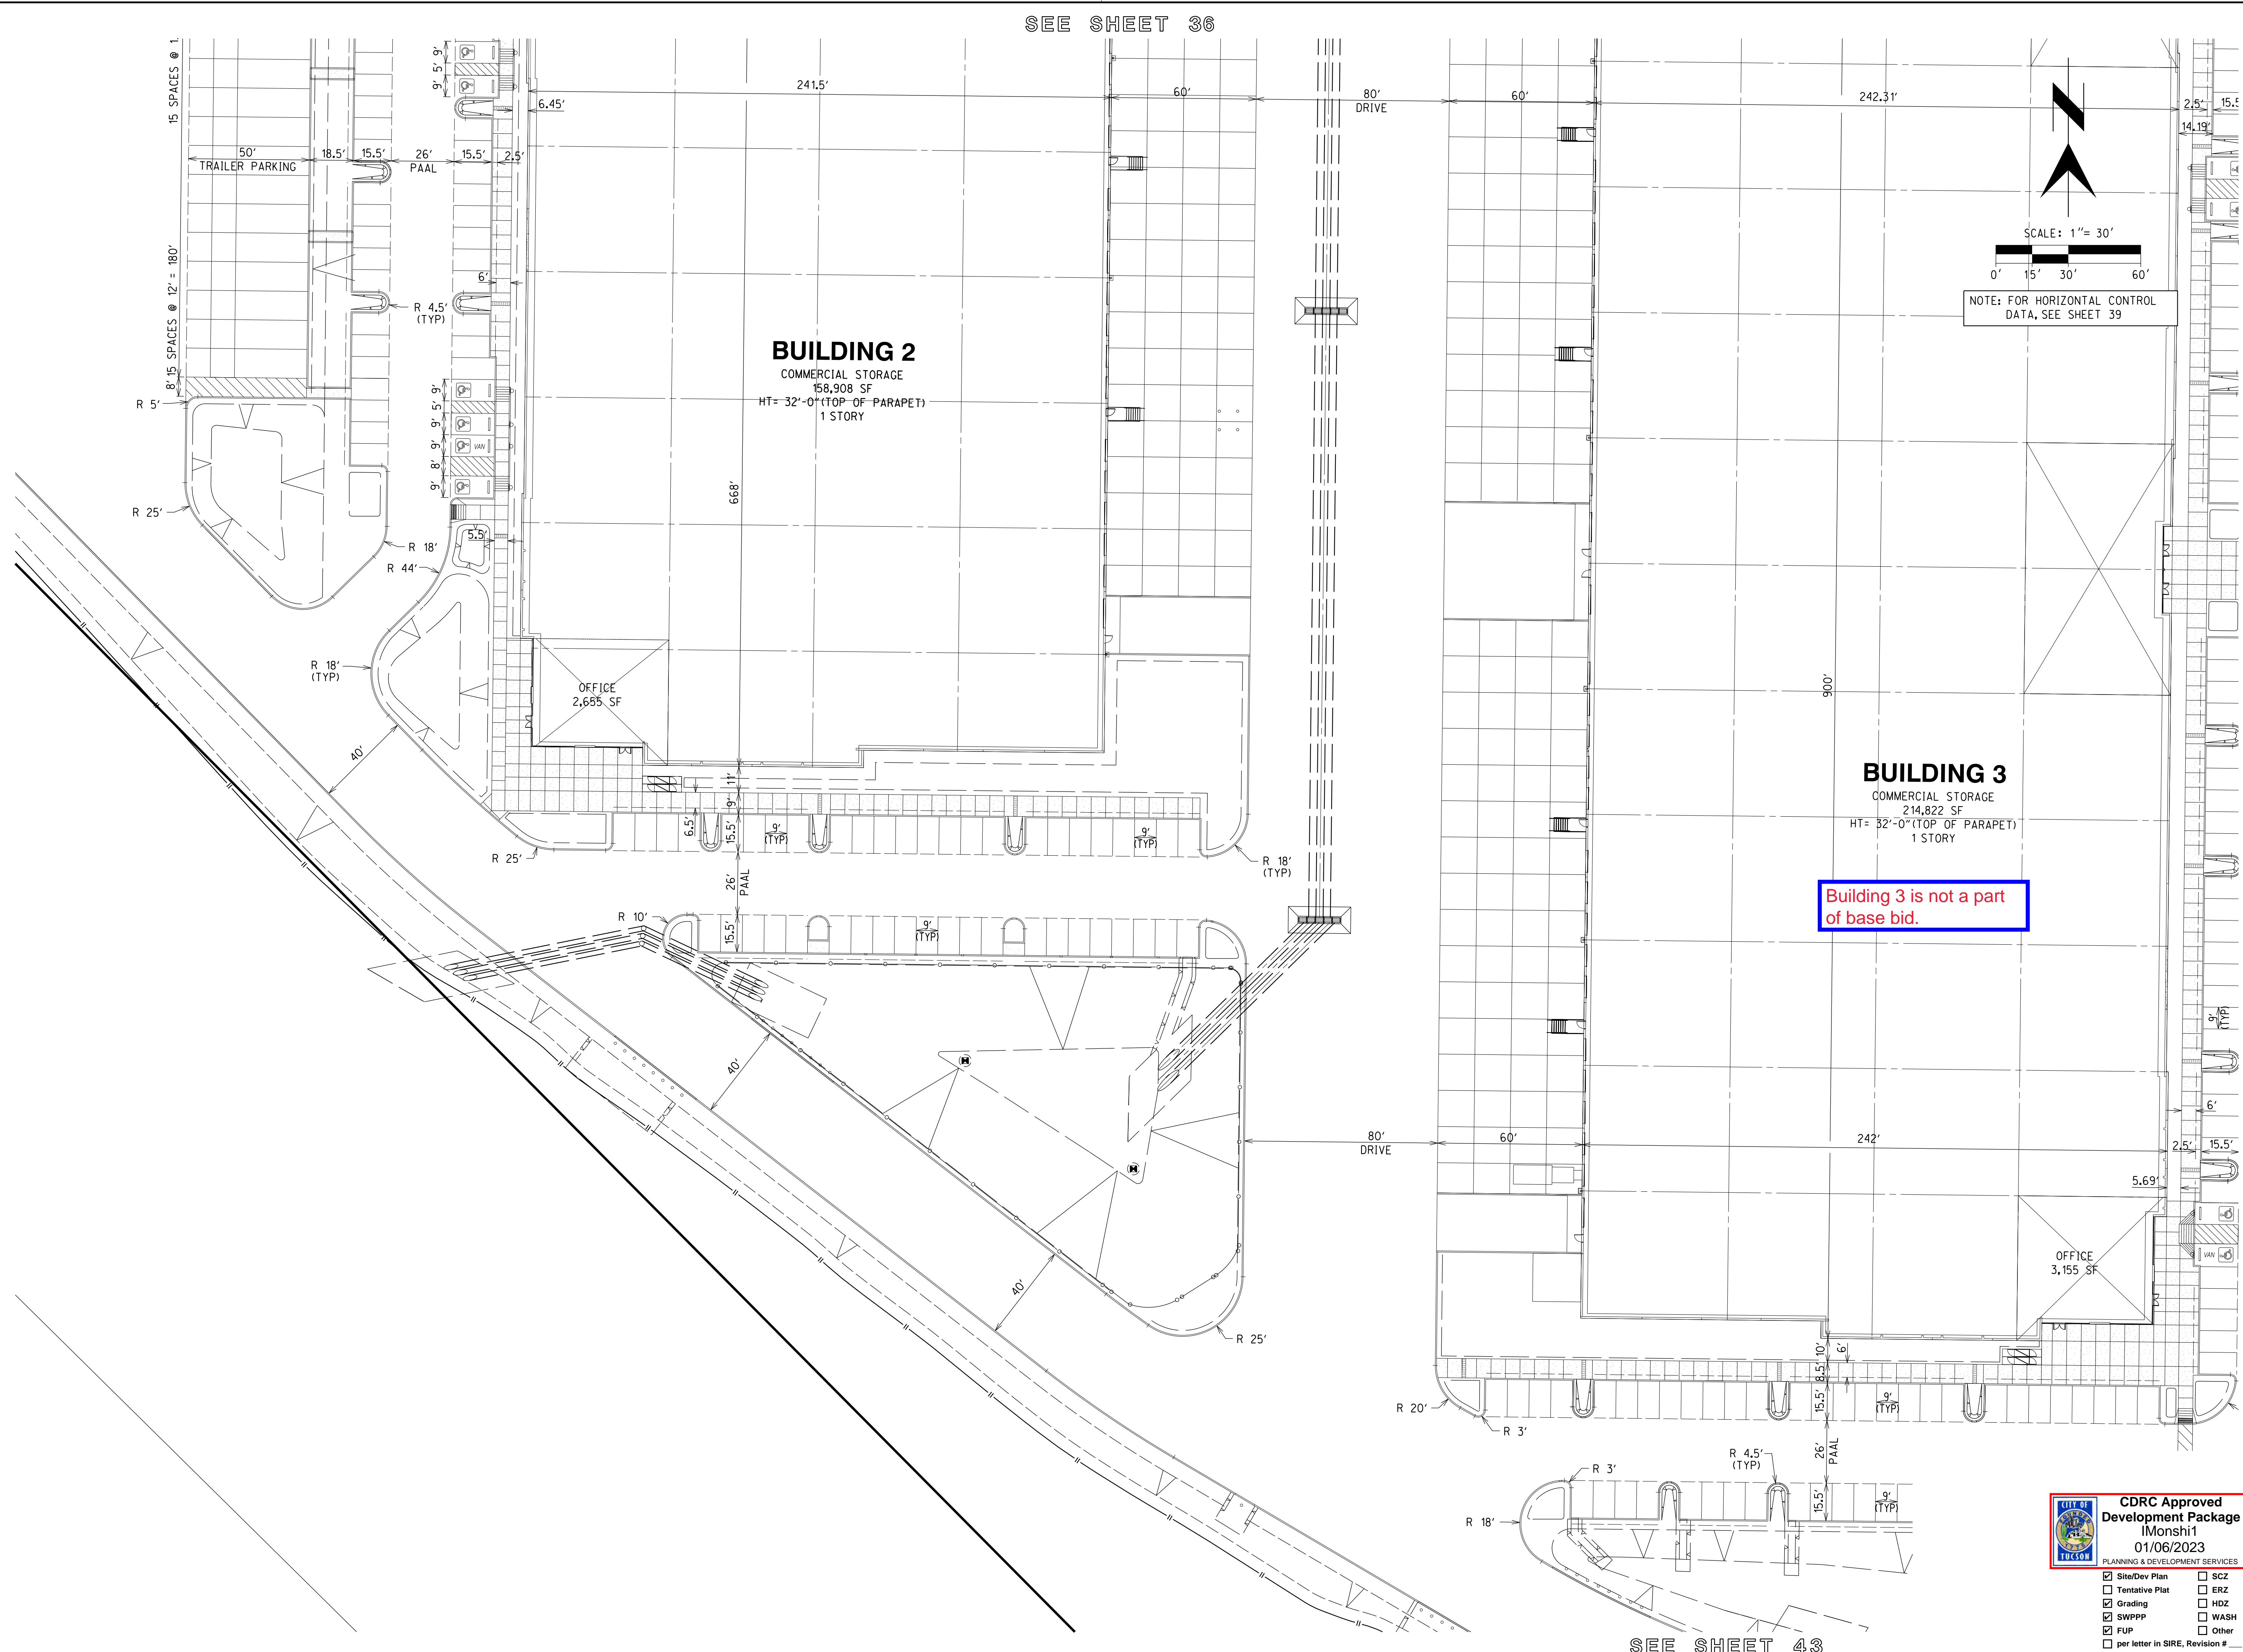 SEE SHEET 36
15 SPACES @ 1
9'
5'
9'
241.5'
6.45'
60'
80'
DRIVE
60'
242.31'
2.5'
15.5
14.19'
50'
TRAILER PARKING
18.5'
15.5'
26'
PAAL
15.5'
2.5'
SCALE: 1"= 30'
0'
15'
30'
60'
NOTE: FOR HORIZONTAL CONTROL
DATA, SEE SHEET 39
15 SPACES @ 12' = 180'
8'
6'
R 4.5'
(TYP)
R 5'
BUILDING 2
COMMERCIAL STORAGE
158,908 SF
HT= 32'-0"(TOP OF PARAPET)
1 STORY
9'
5'
9'
9'
8'
9'
VAN
668'
R 25'
R 18'
5.5'
R 44'
R 18'
(TYP)
OFFICE
2,655 SF
900'
40'
BUILDING 3
COMMERCIAL STORAGE
214,822 SF
HT= 32'-0"(TOP OF PARAPET)
1 STORY
Building 3 is not a part
of base bid.
11'
9'
6.5'
15.5'
9'
(TYP)
9'
(TYP)
R 25'
R 18'
(TYP)
26'
PAAL
R 10'
15.5'
9'
(TYP)
9'
(TYP)
40'
80'
DRIVE
60'
242'
6'
2.5'
15.5'
5.69'
VAN
OFFICE
3,155 SF
40'
R 25'
10'
6'
8.5'
15.5'
9'
(TYP)
R 20'
R 3'
26'
PAAL
R 4.5'
(TYP)
R 3'
15.5'
9'
(TYP)
R 18'
SEE SHEET 43
CITY OF
TUCSON
CDRC Approved
Development Package
IMonshi1
01/06/2023
PLANNING & DEVELOPMENT SERVICES
Site/Dev Plan
SCZ
Tentative Plat
ERZ
Grading
HDZ
SWPPP
WASH
FUP
Other
per letter in SIRE, Revision # ___